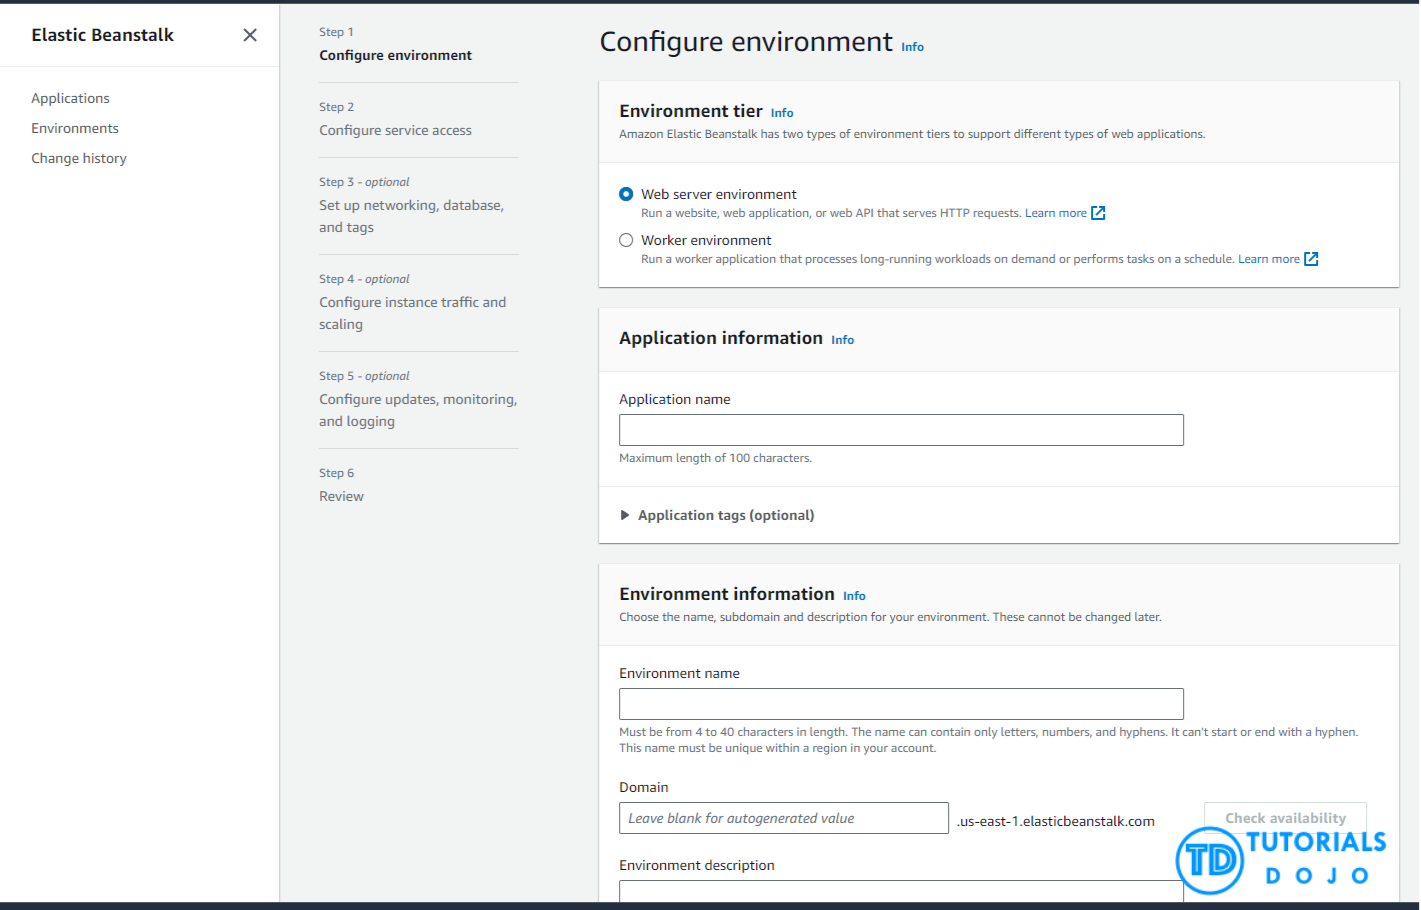 Elastic Beanstalk
Applications
Environments
Change history
Step 1
Configure environment
Step 2
Configure service access
Step 3 - optional
Set up networking, database,
and tags
Step 4 - optional
Configure instance traffic and
scaling
Step 5 - optional
Configure updates, monitoring,
and logging
Step 6
Review
Configure environment Info
Environment tier Info
Amazon Elastic Beanstalk has two types of environment tiers to support different types of web applications.
Web server environment
Run a website, web application, or web API that serves HTTP requests. Learn more
Worker environment
Run a worker application that processes long-running workloads on demand or performs tasks on a schedule. Learn more
Application information Info
Application name
Maximum length of 100 characters.
Application tags (optional)
Environment information Info
Choose the name, subdomain and description for your environment. These cannot be changed later.
Environment name
Must be from 4 to 40 characters in length. The name can contain only letters, numbers, and hyphens. It can't start or end with a hyphen.
This name must be unique within a region in your account.
Domain
Leave blank for autogenerated value .us-east-1.elasticbeanstalk.com Check availability
Environment description
TD TUTORIALS
DOJO